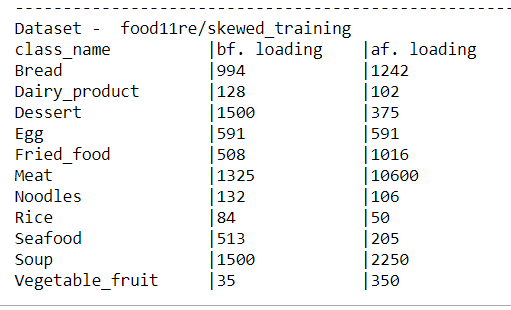 Dataset - food11re/skewed_training
class_name |bf. loading |af. loading
Bread |994 |1242
Dairy_product |128 |102
Dessert |1500 |375
Egg |591 |591
Fried_food |508 |1016
Meat |1325 |10600
Noodles |132 |106
Rice |84 |50
Seafood |513 |205
Soup |1500 |2250
Vegetable_fruit |35 |350